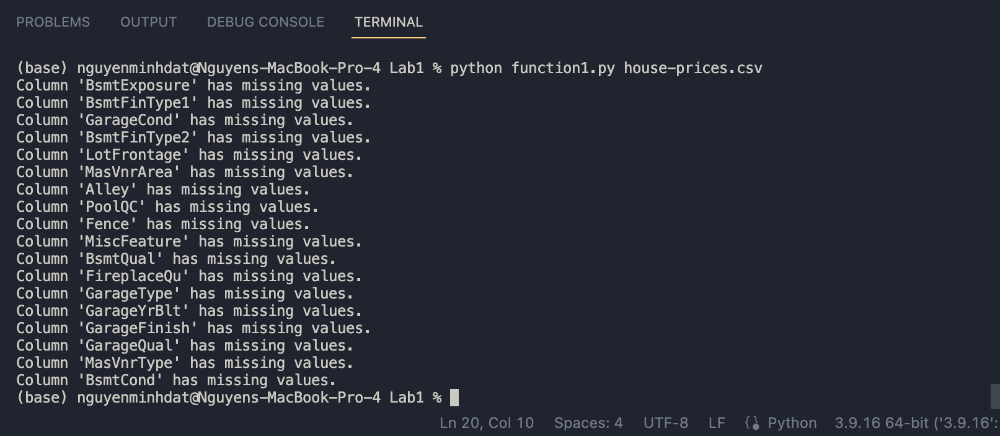 PROBLEMS OUTPUT DEBUG CONSOLE TERMINAL
(base) nguyenminhdat@Nguyens-MacBook-Pro-4 Lab1 % python function1.py house-prices.csv
Column 'BsmtExposure' has missing values.
Column 'BsmtFinType1' has missing values.
Column 'GarageCond' has missing values.
Column 'BsmtFinType2' has missing values.
Column 'LotFrontage' has missing values.
Column 'MasVnrArea' has missing values.
Column 'Alley' has missing values.
Column 'PoolQC' has missing values.
Column 'Fence' has missing values.
Column 'MiscFeature' has missing values.
Column 'BsmtQual' has missing values.
Column 'FireplaceQu' has missing values.
Column 'GarageType' has missing values.
Column 'GarageYrBlt' has missing values.
Column 'GarageFinish' has missing values.
Column 'GarageQual' has missing values.
Column 'MasVnrType' has missing values.
Column 'BsmtCond' has missing values.
(base) nguyenminhdat@Nguyens-MacBook-Pro-4 Lab1 %
Ln 20, Col 10 Spaces: 4 UTF-8 LF Python 3.9.16 64-bit ('3.9.16':